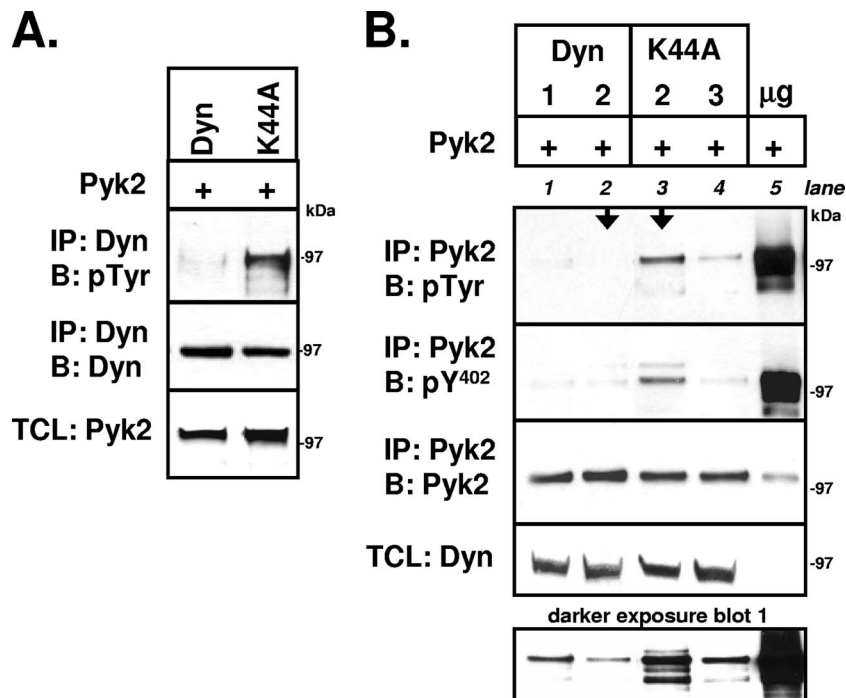 A.
Dyn K44A
Pyk2 + +
kDa
IP: Dyn
B: pTyr
-97
IP: Dyn
B: Dyn
-97
TCL: Pyk2
-97
B.
Dyn K44A
1 2 2 3 µg
Pyk2 + + + + +
1 2 3 4 5 lane
kDa
IP: Pyk2
B: pTyr
-97
IP: Pyk2
B: pY⁴⁰²
-97
IP: Pyk2
B: Pyk2
-97
TCL: Dyn
-97
darker exposure blot 1